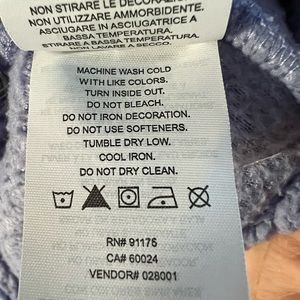 NON STIRARE LE DECORAZIONI.
NON UTILIZZARE AMMORBIDENTE.
ASCIUGARE IN ASCIUGATRICE A
BASSA TEMPERATURA.
STIRARE A BASSA TEMPERATURA.
NON LAVARE A SECCO.
MACHINE WASH COLD
WITH LIKE COLORS.
TURN INSIDE OUT.
DO NOT BLEACH.
DO NOT IRON DECORATION.
DO NOT USE SOFTENERS.
TUMBLE DRY LOW.
COOL IRON.
DO NOT DRY CLEAN.
RN# 91176
CA# 60024
VENDOR# 028001